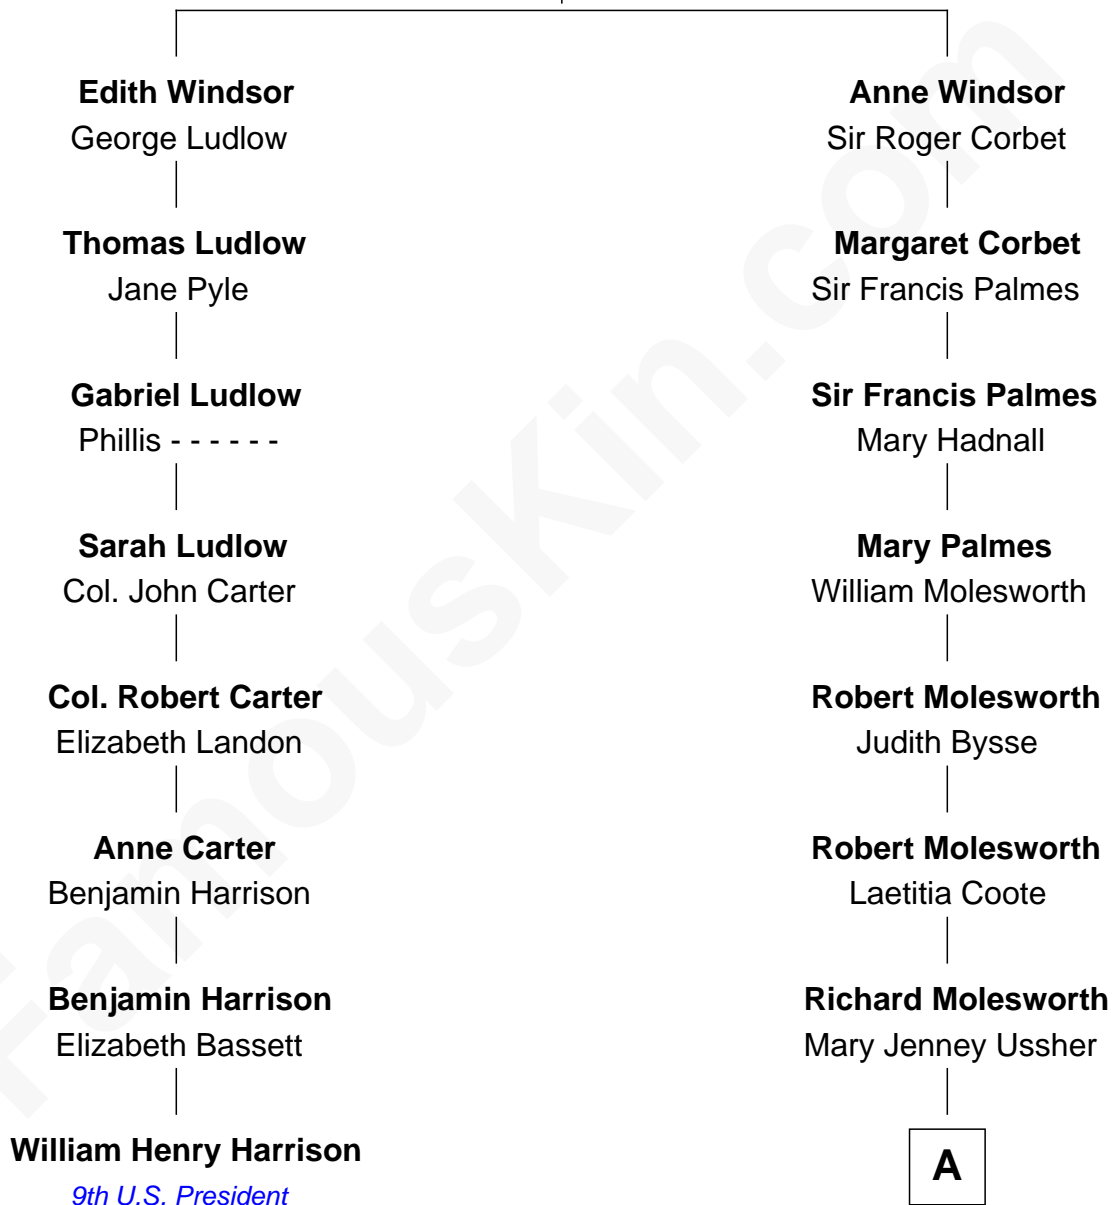 Edith Windsor
George Ludlow
Thomas Ludlow
Jane Pyle
Gabriel Ludlow
Phillis - - - - - -
Sarah Ludlow
Col. John Carter
Col. Robert Carter
Elizabeth Landon
Anne Carter
Benjamin Harrison
Benjamin Harrison
Elizabeth Bassett
William Henry Harrison
9th U.S. President
Anne Windsor
Sir Roger Corbet
Margaret Corbet
Sir Francis Palmes
Sir Francis Palmes
Mary Hadnall
Mary Palmes
William Molesworth
Robert Molesworth
Judith Bysse
Robert Molesworth
Laetitia Coote
Richard Molesworth
Mary Jenney Ussher
A
FamousKin.com